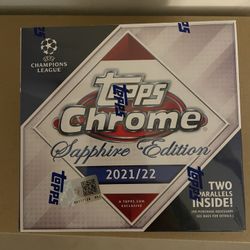 CHAMPIONS
LEAGUE
topps
Chrome
Sapphire Edition
2021/22
topps
topps
A TOPPS.COM
EXCLUSIVE
TWO
PARALLELS
INSIDE!